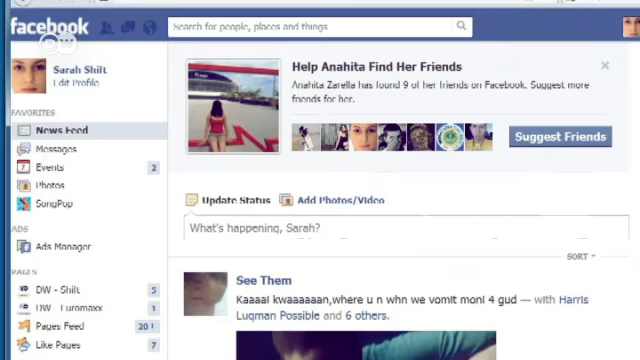 facebook
DW
Search for people, places and things
Sarah Shilt
Edit Profile
Help Anahita Find Her Friends
Anahita Zarella has found 9 of her friends on Facebook. Suggest more
friends for her.
Suggest Friends
FAVORITES
News Feed
Messages
Events 2
Photos
SongPop
Update Status
Add Photos/Video
What's happening, Sarah?
ADS
Ads Manager
SORT
PAGES
DW - Shift 5
DW - Euromaxx 1
Pages Feed 20+
Like Pages 7
See Them
Kaaaai kwaaaaaan,where u n whn we vomit moni 4 gud — with Harris
Luqman Possible and 6 others.